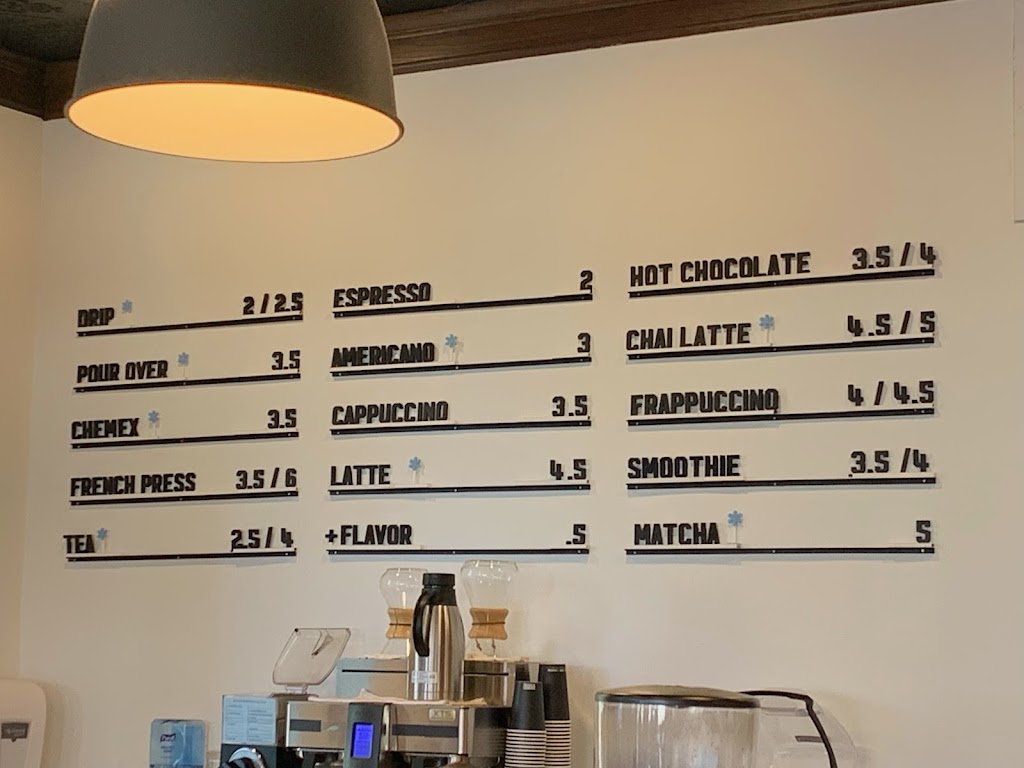 DRIP 2 / 2.5
POUR OVER 3.5
CHEMEX 3.5
FRENCH PRESS 3.5 / 6
TEA 2.5 / 4
ESPRESSO 2
AMERICANO 3
CAPPUCCINO 3.5
LATTE 4.5
+FLAVOR .5
HOT CHOCOLATE 3.5 / 4
CHAI LATTE 4.5 / 5
FRAPPUCCINO 4 / 4.5
SMOOTHIE 3.5 /4
MATCHA 5